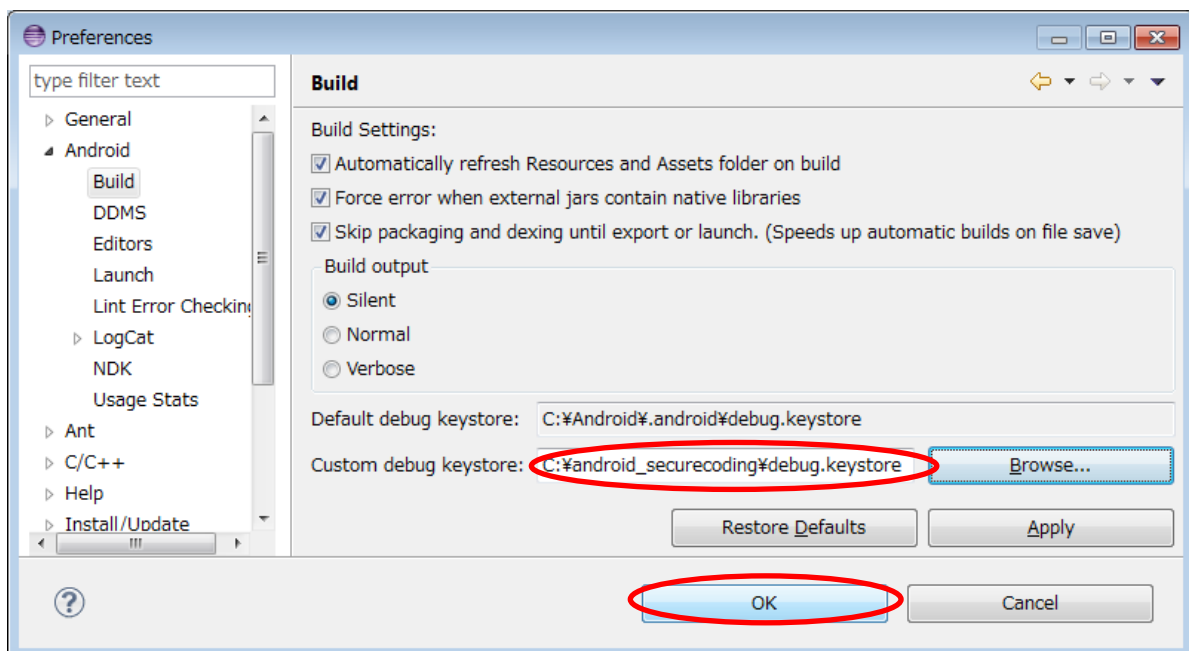 Preferences
type filter text
General
Android
Build
DDMS
Editors
Launch
Lint Error Checking
LogCat
NDK
Usage Stats
Ant
C/C++
Help
Install/Update
Build
Build Settings:
Automatically refresh Resources and Assets folder on build
Force error when external jars contain native libraries
Skip packaging and dexing until export or launch. (Speeds up automatic builds on file save)
Build output
Silent
Normal
Verbose
Default debug keystore: C:¥Android¥.android¥debug.keystore
Custom debug keystore: C:¥android_securecoding¥debug.keystore Browse...
Restore Defaults Apply
? OK Cancel